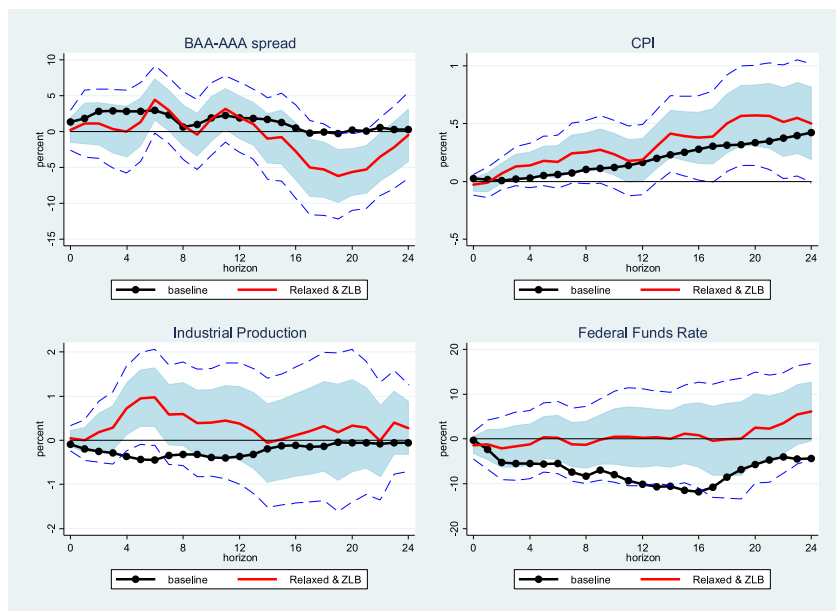 BAA-AAA spread
10
5
0
-5
-10
-15
percent
0 4 8 12 16 20 24
horizon
baseline Relaxed & ZLB
CPI
1
.5
0
-.5
percent
0 4 8 12 16 20 24
horizon
baseline Relaxed & ZLB
Industrial Production
2
1
0
-1
-2
percent
0 4 8 12 16 20 24
horizon
baseline Relaxed & ZLB
Federal Funds Rate
20
10
0
-10
-20
percent
0 4 8 12 16 20 24
horizon
baseline Relaxed & ZLB